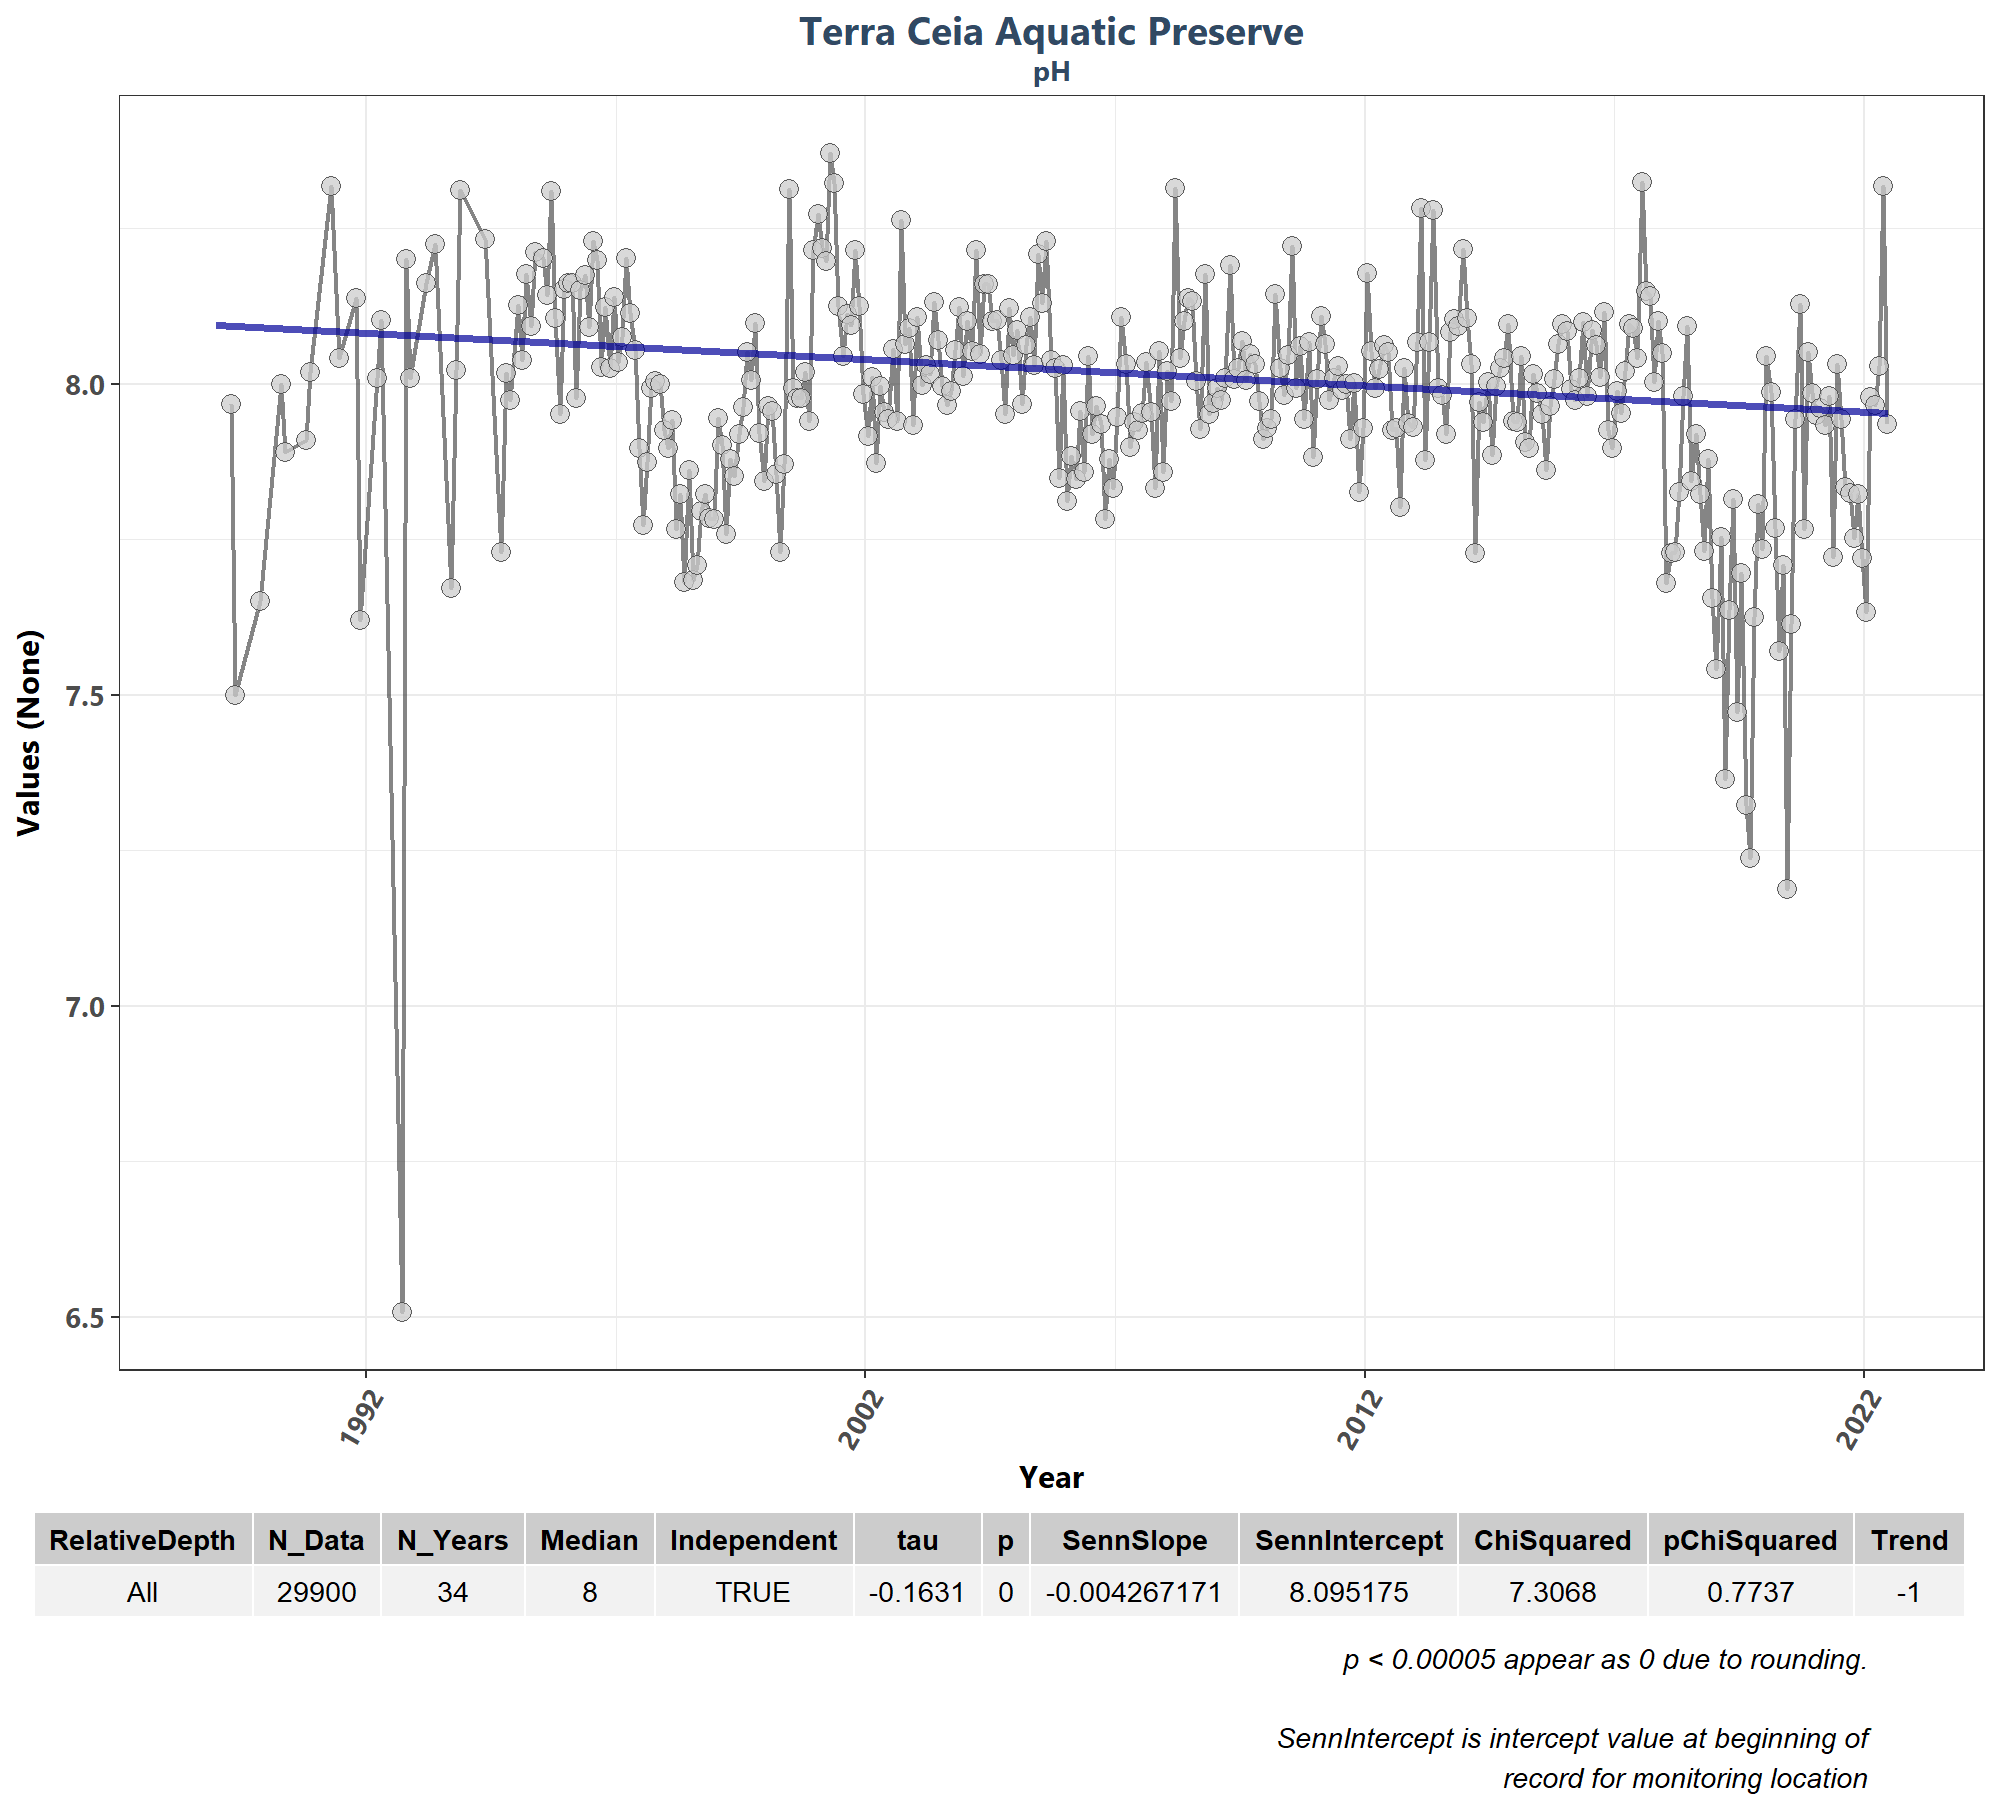 Terra Ceia Aquatic Preserve
pH
Values (None)
8.0
7.5
7.0
6.5
1992
2002
2012
2022
Year
RelativeDepth N_Data N_Years Median Independent tau p SennSlope SennIntercept ChiSquared pChiSquared Trend
All 29900 34 8 TRUE -0.1631 0 -0.004267171 8.095175 7.3068 0.7737 -1
p < 0.00005 appear as 0 due to rounding.
SennIntercept is intercept value at beginning of
record for monitoring location